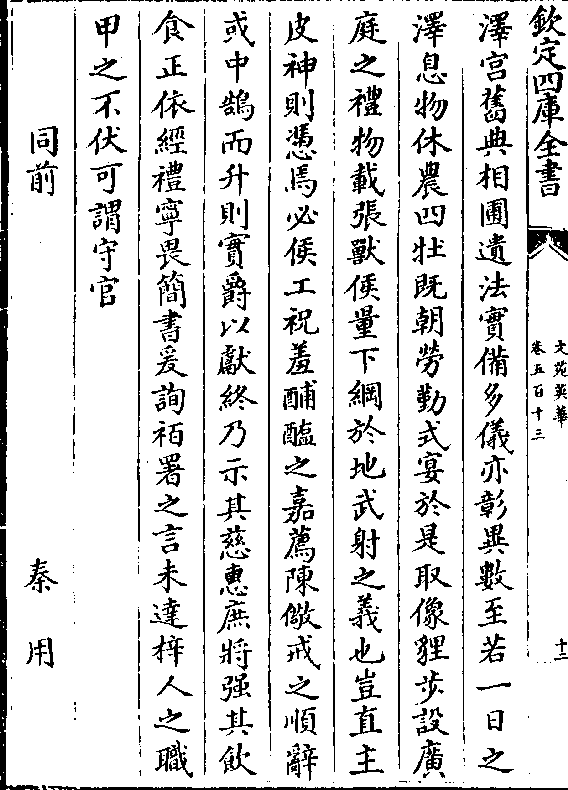 欽定四庫全書
文苑英華
卷五百十三
十三
澤宮舊典相圃遺法實備多儀亦彰異數至若一日之
澤息物休農四牡既朝勞勤式宴於是取像貍步設廣
庭之禮物載張獸侯量下綱於地武射之義也豈直主
皮神則憑焉必俟工祝羞酺醢之嘉薦陳儆戒之順辭
或中鵠而升則實爵以獻終乃示其慈惠庶將强其飲
食正依經禮寧畏簡書爰詢袹署之言未達梓人之職
甲之不伏可謂守官
同前 秦用